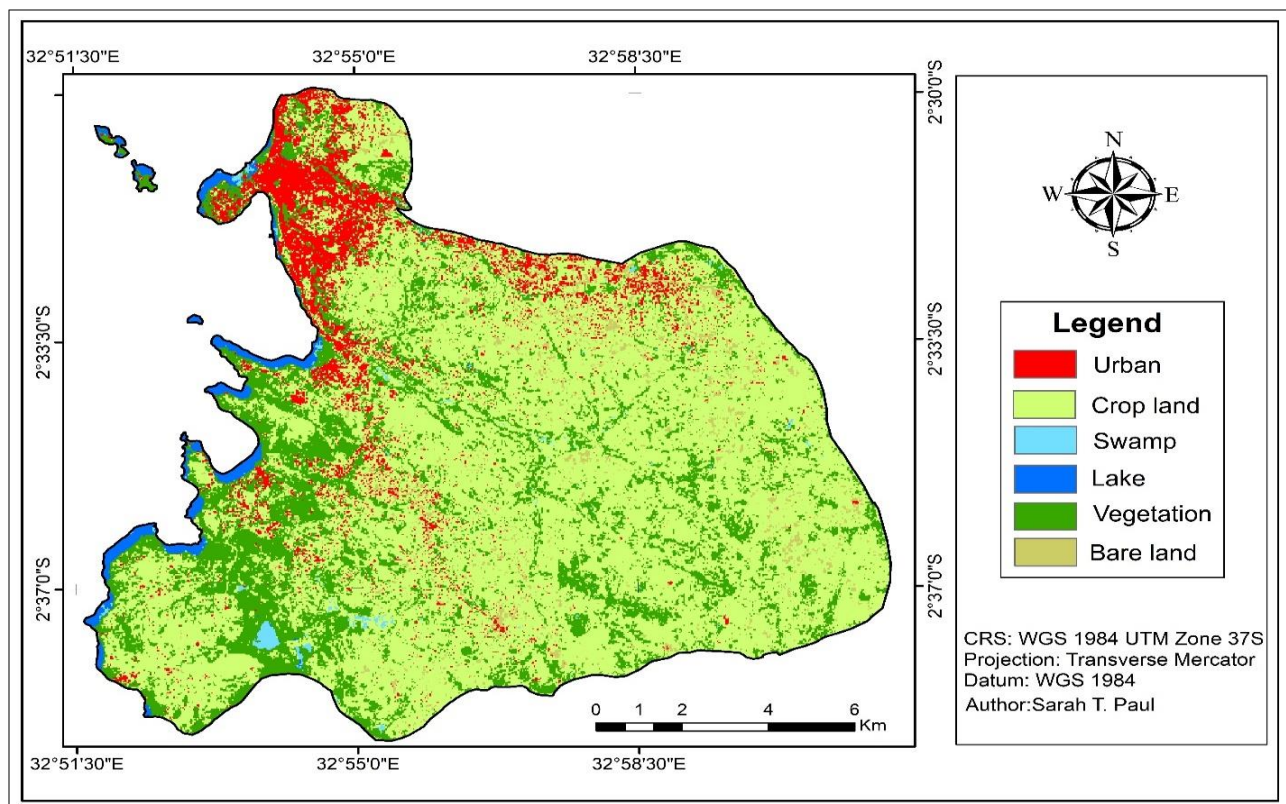 32°51'30"E 32°55'0"E 32°58'30"E
2°30'0"S
2°33'30"S 2°33'30"S
2°37'0"S 2°37'0"S
N
W E
S
Legend
Urban
Crop land
Swamp
Lake
Vegetation
Bare land
0 1 2 4 6
Km
32°51'30"E 32°55'0"E 32°58'30"E
CRS: WGS 1984 UTM Zone 37S
Projection: Transverse Mercator
Datum: WGS 1984
Author:Sarah T. Paul